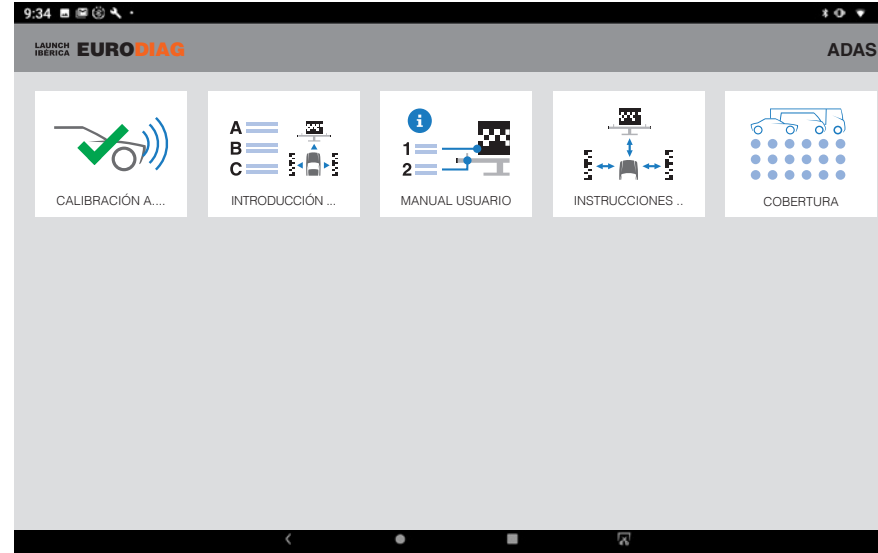 9:34
LAUNCH
IBÉRICA EURODIAG
ADAS
A
B
C
i
1
2
CALIBRACIÓN A....
INTRODUCCIÓN ...
MANUAL USUARIO
INSTRUCCIONES ..
COBERTURA